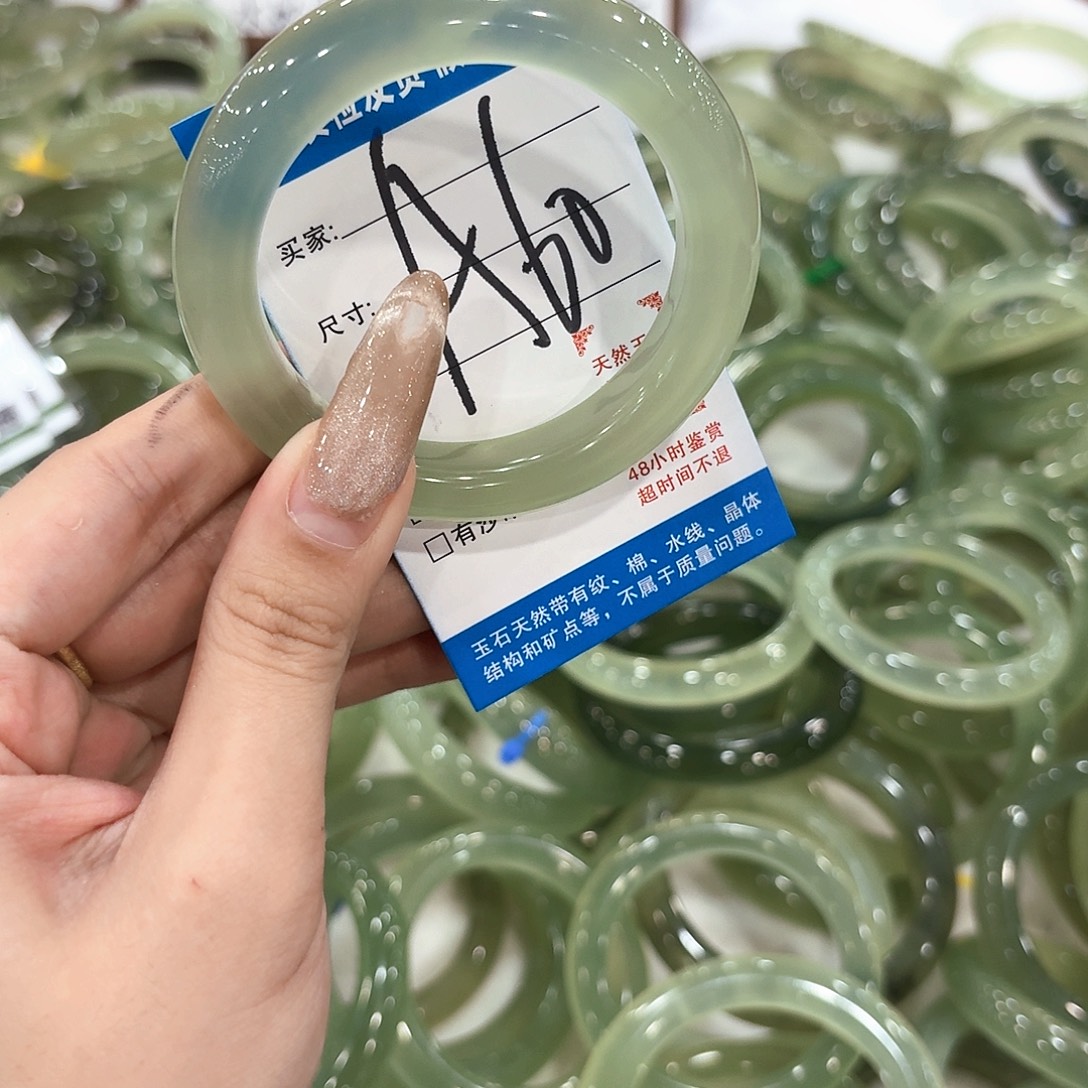 买家:
尺寸:
A60
天然
48小时鉴赏
超时间不退
玉石天然带有纹、棉、水线、晶体
结构和矿点等，不属于质量问题。